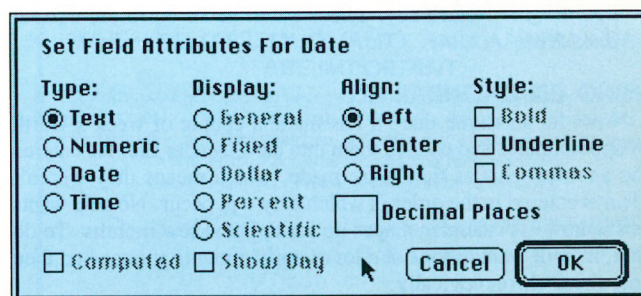 Set Field Attributes For Date
Type: Display: Align: Style:
Text General Left Bold
Numeric Fixed Center Underline
Date Dollar Right Commas
Time Percent Decimal Places
Scientific
Computed Show Day Cancel OK